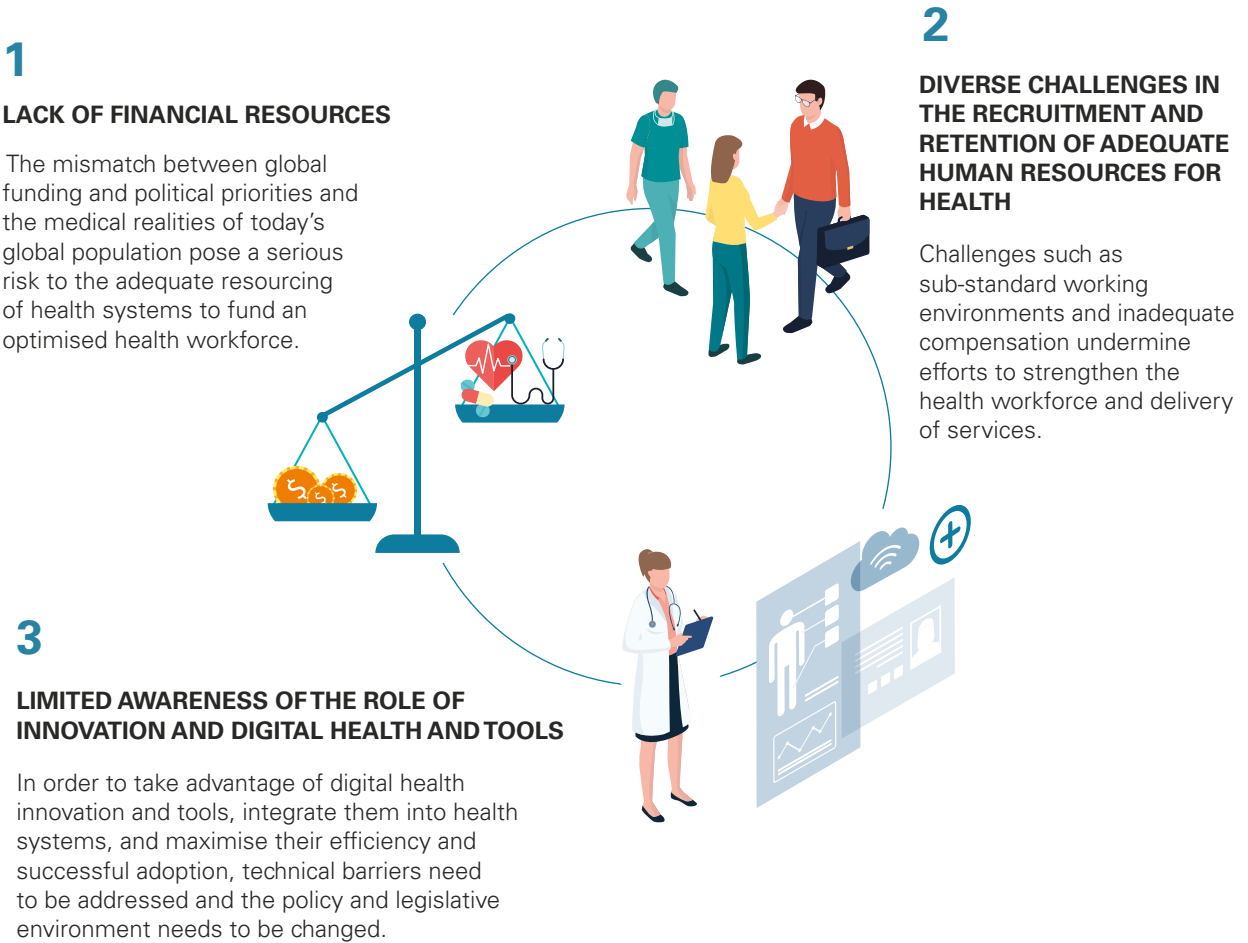 1
LACK OF FINANCIAL RESOURCES
The mismatch between global
funding and political priorities and
the medical realities of today’s
global population pose a serious
risk to the adequate resourcing
of health systems to fund an
optimised health workforce.
2
DIVERSE CHALLENGES IN
THE RECRUITMENT AND
RETENTION OF ADEQUATE
HUMAN RESOURCES FOR
HEALTH
Challenges such as
sub-standard working
environments and inadequate
compensation undermine
efforts to strengthen the
health workforce and delivery
of services.
$
$
$
3
LIMITED AWARENESS OF THE ROLE OF
INNOVATION AND DIGITAL HEALTH AND TOOLS
In order to take advantage of digital health
innovation and tools, integrate them into health
systems, and maximise their efficiency and
successful adoption, technical barriers need
to be addressed and the policy and legislative
environment needs to be changed.